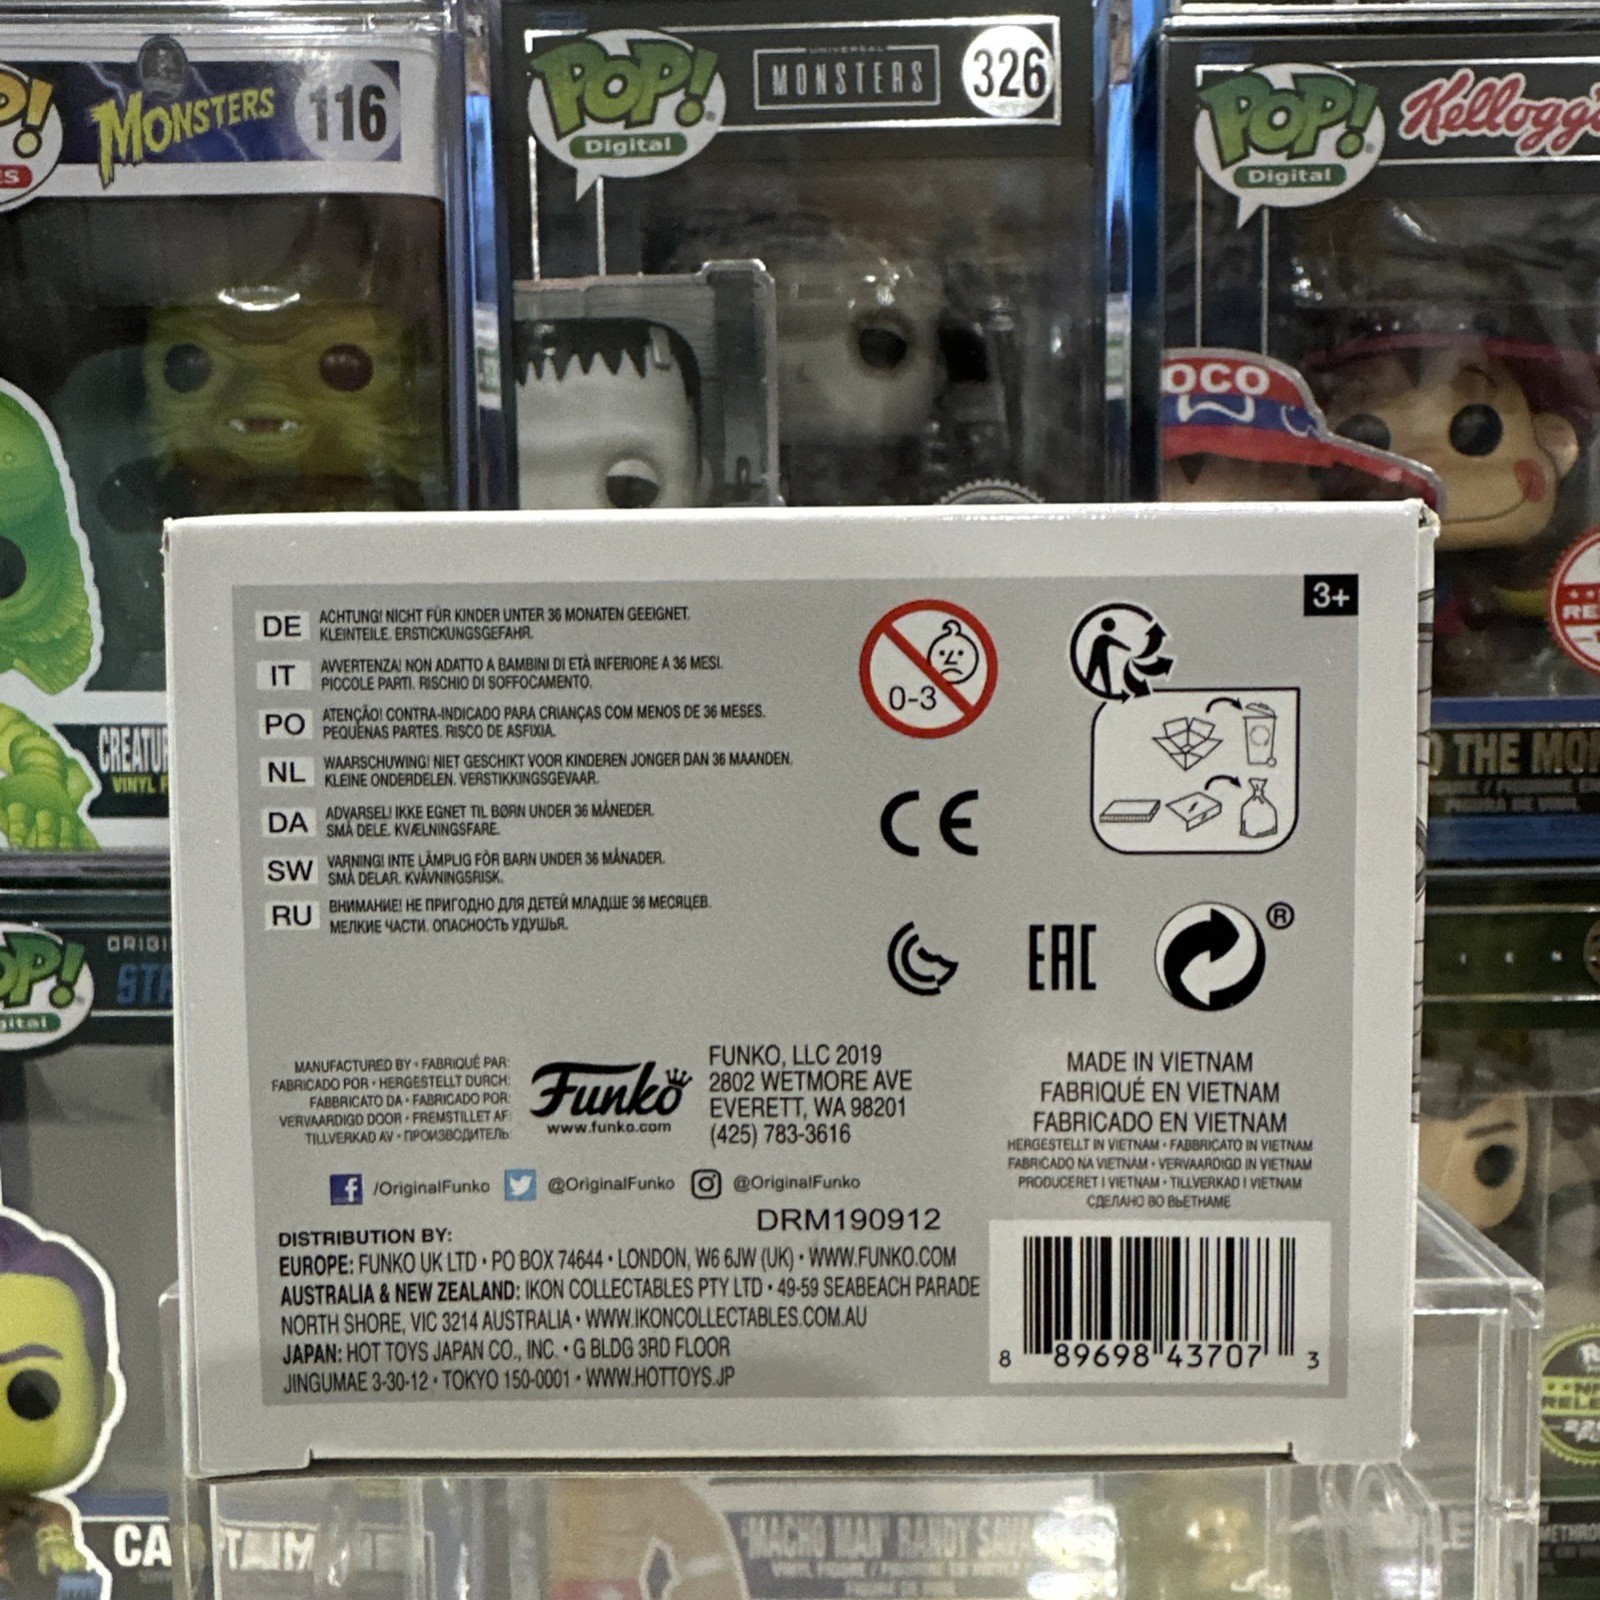 MONSTERS
116
POP!
Digital
UNIVERSAL
MONSTERS
326
POP!
Digital
Kellogg's
OCO
3+
DE ACHTUNG! NICHT FÜR KINDER UNTER 36 MONATEN GEEIGNET.
KLEINTEILE. ERSTICKUNGSGEFAHR.
IT AVVERTENZA! NON ADATTO A BAMBINI DI ETÀ INFERIORE A 36 MESI.
PICCOLE PARTI. RISCHIO DI SOFFOCAMENTO.
PO ATENÇÃO! CONTRA-INDICADO PARA CRIANÇAS COM MENOS DE 36 MESES.
PEQUENAS PARTES. RISCO DE ASFIXIA.
NL WAARSCHUWING! NIET GESCHIKT VOOR KINDEREN JONGER DAN 36 MAANDEN.
KLEINE ONDERDELEN. VERSTIKKINGSGEVAAR.
DA ADVARSEL! IKKE EGNET TIL BØRN UNDER 36 MÅNEDER.
SMÅ DELE. KVÆLNINGSFARE.
SW VARNING! INTE LÄMPLIG FÖR BARN UNDER 36 MÅNADER.
SMÅ DELAR. KVÄVNINGSRISK.
RU ВНИМАНИЕ! НЕ ПРИГОДНО ДЛЯ ДЕТЕЙ МЛАДШЕ 36 МЕСЯЦЕВ.
МЕЛКИЕ ЧАСТИ. ОПАСНОСТЬ УДУШЬЯ.
0-3
CE
EAC
®
MANUFACTURED BY • FABRIQUÉ PAR:
FABRICADO POR • HERGESTELLT DURCH:
FABBRICATO DA • FABRICADO POR:
VERVAARDIGD DOOR • FREMSTILLET AF:
TILLVERKAD AV • ПРОИЗВОДИТЕЛЬ:
Funko
www.funko.com
FUNKO, LLC 2019
2802 WETMORE AVE
EVERETT, WA 98201
(425) 783-3616
MADE IN VIETNAM
FABRIQUÉ EN VIETNAM
FABRICADO EN VIETNAM
HERGESTELLT IN VIETNAM • FABBRICATO IN VIETNAM
FABRICADO NA VIETNAM • VERVAARDIGD IN VIETNAM
PRODUCERET I VIETNAM • TILLVERKAD I VIETNAM
СДЕЛАНО ВО ВЬЕТНАМЕ
/OriginalFunko @OriginalFunko @OriginalFunko
DRM190912
DISTRIBUTION BY:
EUROPE: FUNKO UK LTD • PO BOX 74644 • LONDON, W6 6JW (UK) • WWW.FUNKO.COM
AUSTRALIA & NEW ZEALAND: IKON COLLECTABLES PTY LTD • 49-59 SEABEACH PARADE
NORTH SHORE, VIC 3214 AUSTRALIA • WWW.IKONCOLLECTABLES.COM.AU
JAPAN: HOT TOYS JAPAN CO., INC. • G BLDG 3RD FLOOR
JINGUMAE 3-30-12 • TOKYO 150-0001 • WWW.HOTTOYS.JP
8 89698 43707 3
THE
'MACHO MAN' RANDY